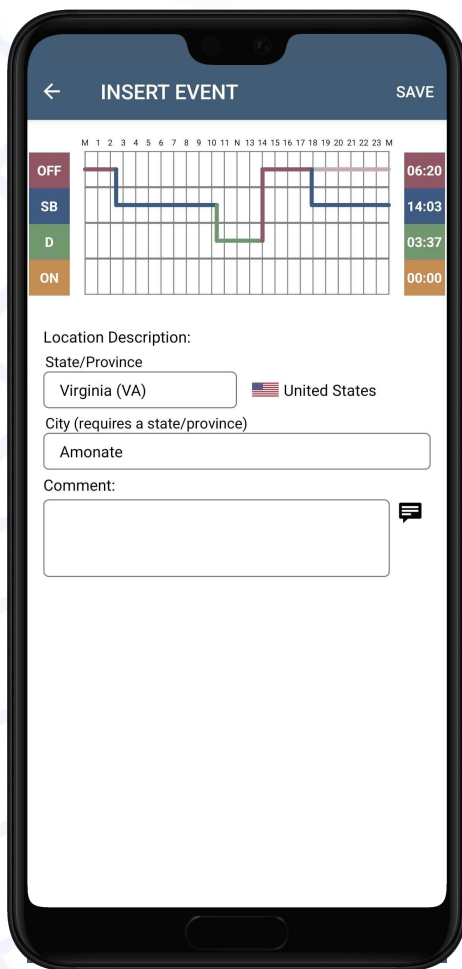 INSERT EVENT SAVE
M 1 2 3 4 5 6 7 8 9 10 11 N 13 14 15 16 17 18 19 20 21 22 23 M
OFF 06:20
SB 14:03
D 03:37
ON 00:00
Location Description:
State/Province
Virginia (VA) United States
City (requires a state/province)
Amonate
Comment: